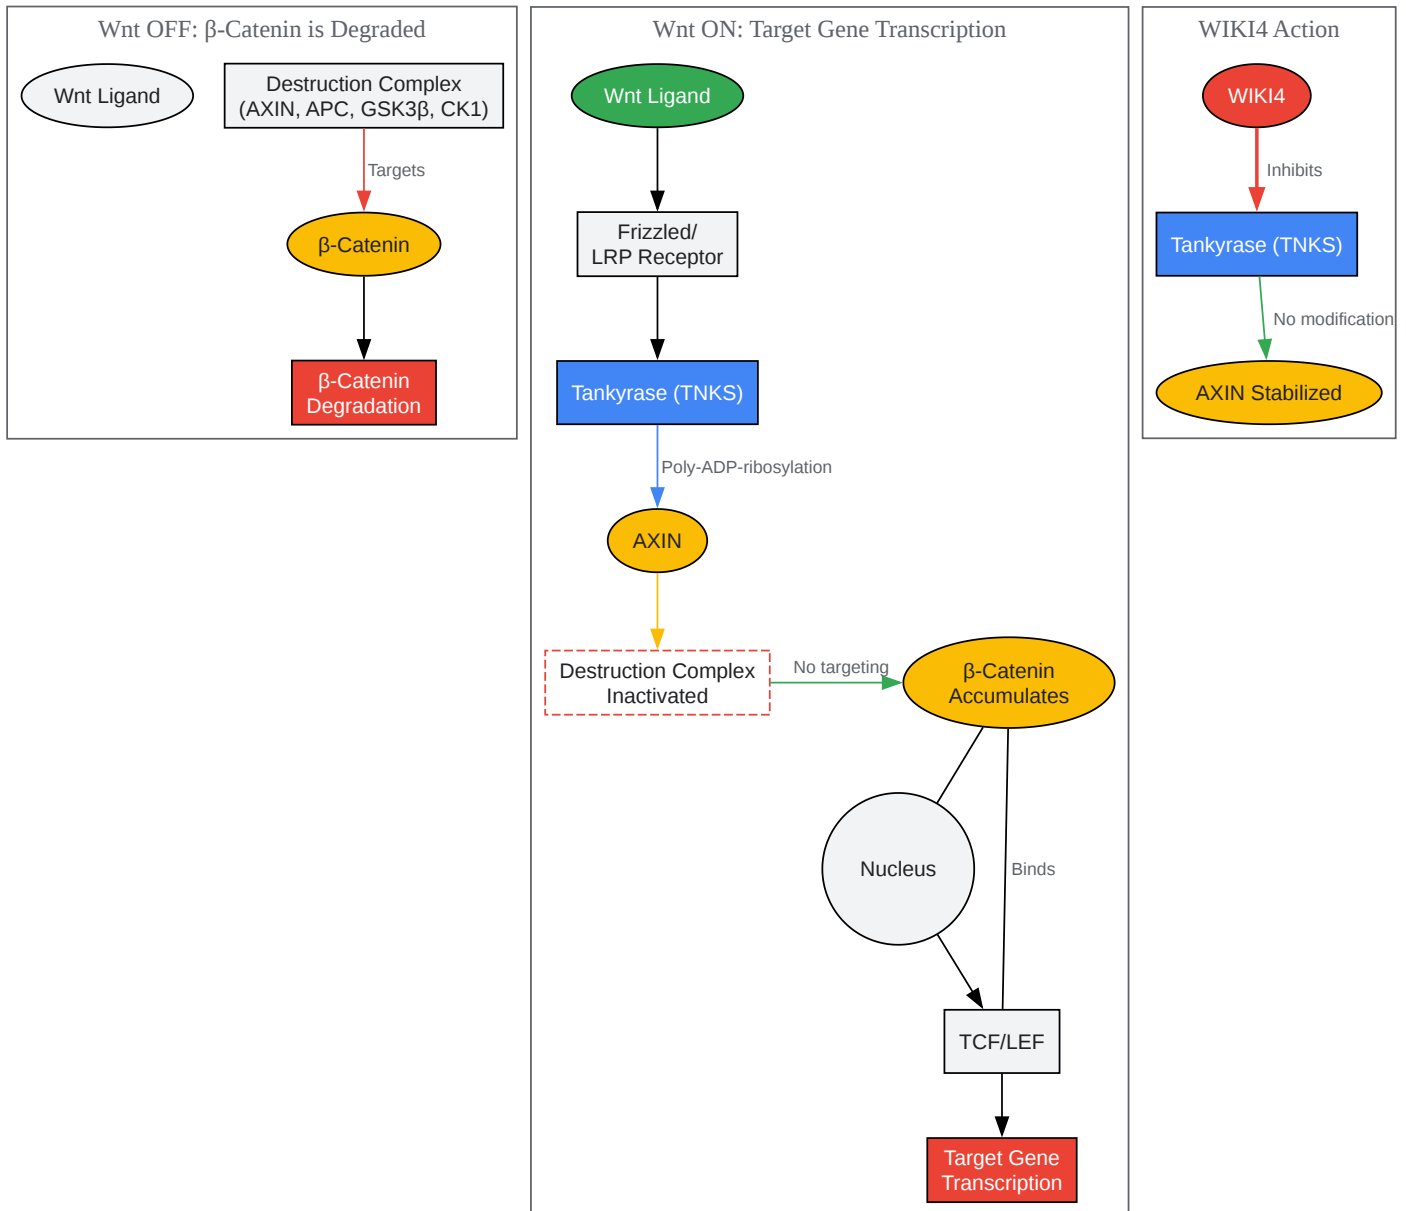 Wnt OFF: β-Catenin is Degraded
Wnt Ligand
Destruction Complex
(AXIN, APC, GSK3β, CK1)
Targets
β-Catenin
β-Catenin
Degradation
Wnt ON: Target Gene Transcription
Wnt Ligand
Frizzled/
LRP Receptor
Tankyrase (TNKS)
Poly-ADP-ribosylation
AXIN
Destruction Complex
Inactivated
No targeting
β-Catenin
Accumulates
Nucleus
Binds
TCF/LEF
Target Gene
Transcription
WIKI4 Action
WIKI4
Inhibits
Tankyrase (TNKS)
No modification
AXIN Stabilized